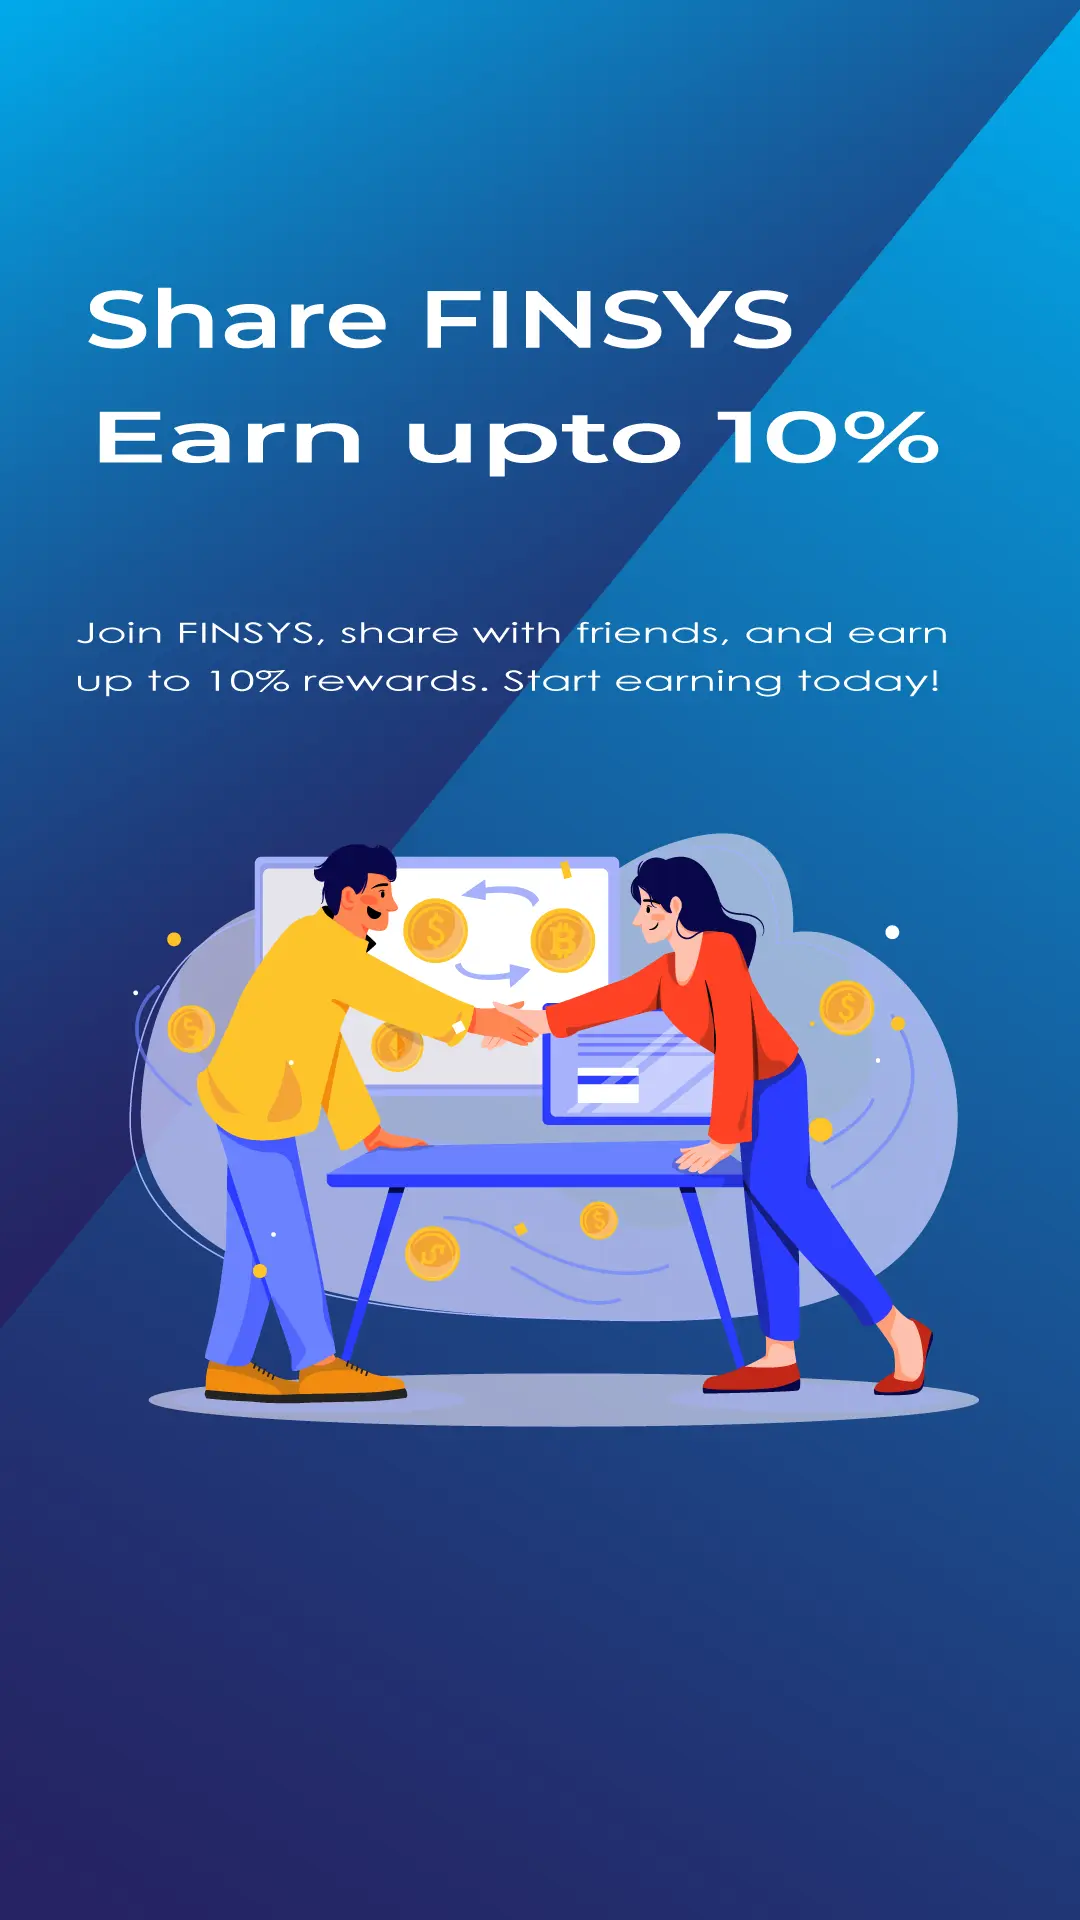 Share FINSYS
Earn upto 10%
Join FINSYS, share with friends, and earn
up to 10% rewards. Start earning today!